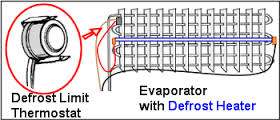 Defrost Limit
Thermostat
Evaporator
with Defrost Heater